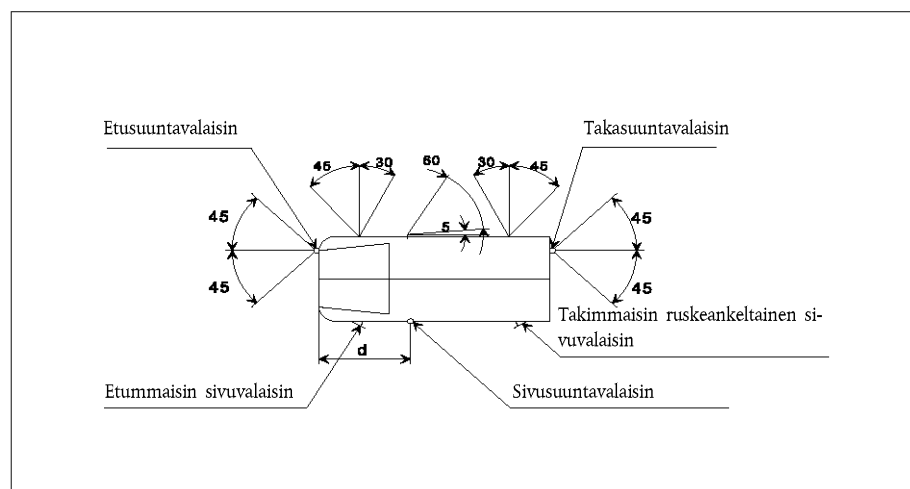 Etusuuntavalaisin
Takasuuntavalaisin
45
30
60
30
45
45
45
5
45
45
Takimmaisin ruskeankeltainen si-
vuvalaisin
d
Etummaisin sivuvalaisin
Sivusuuntavalaisin